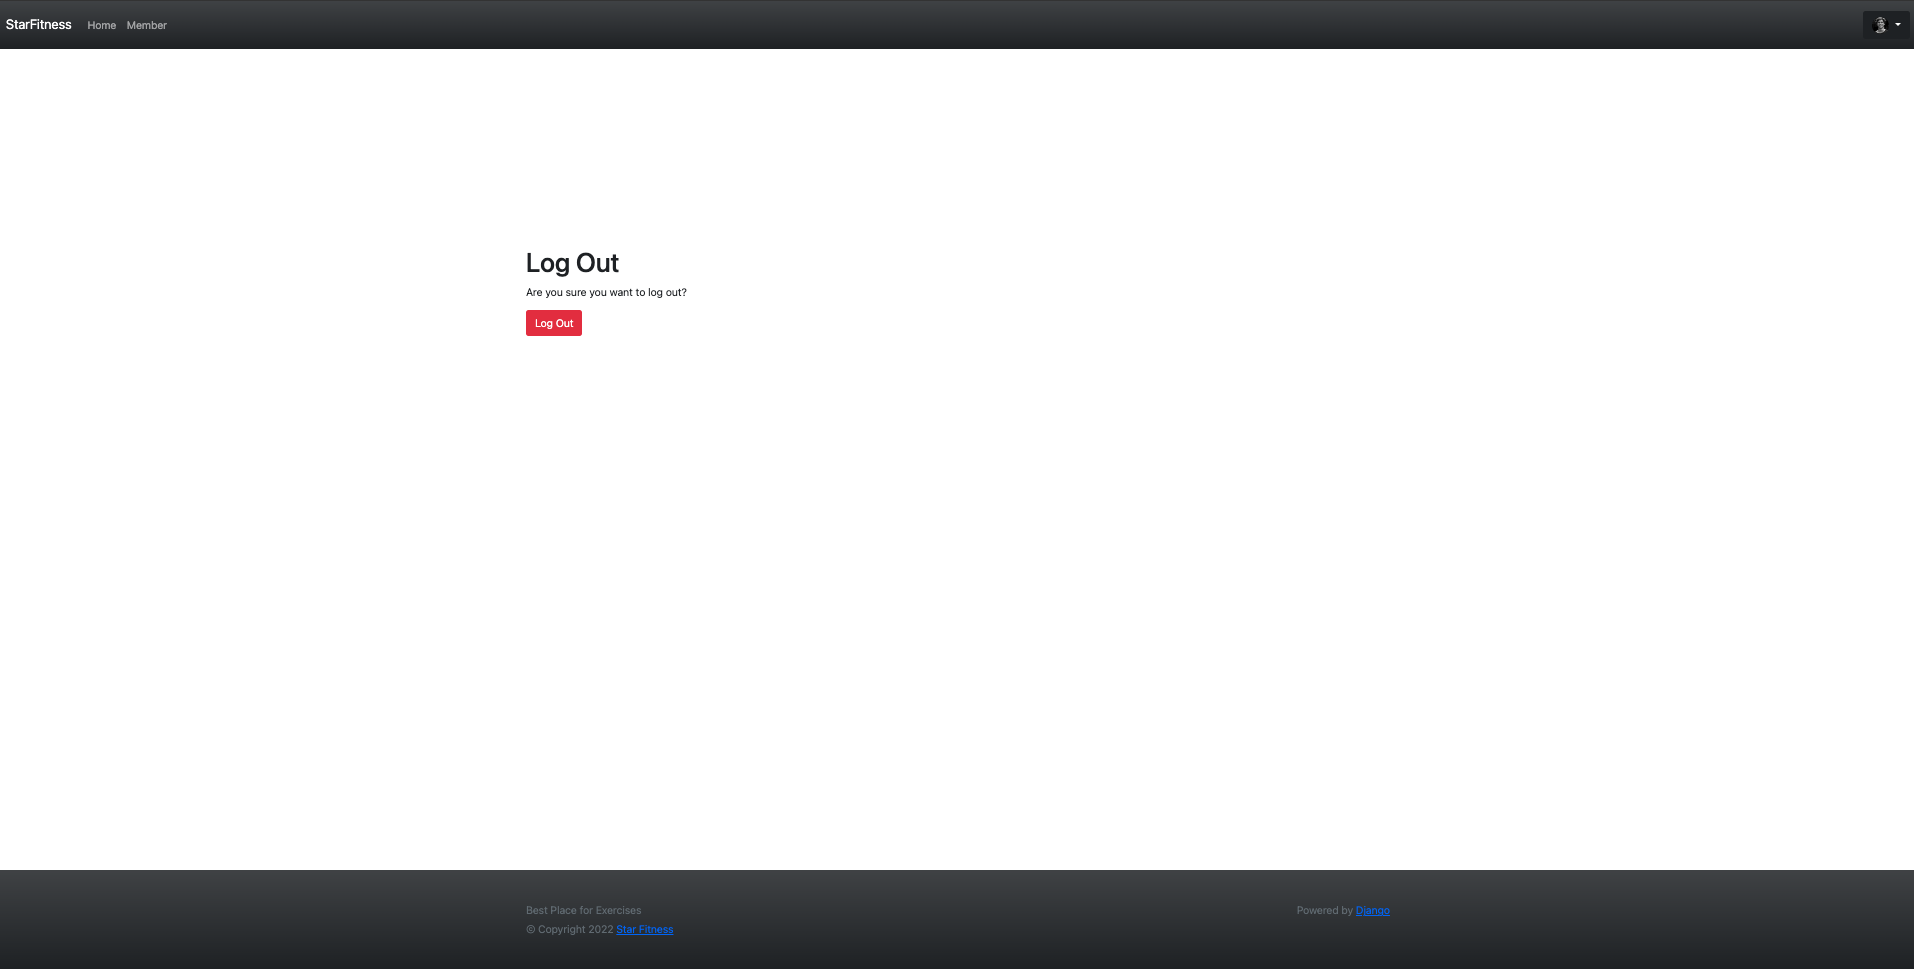 StarFitness Home Member
Log Out
Are you sure you want to log out?
Log Out
Best Place for Exercises
Powered by Django
© Copyright 2022 Star Fitness